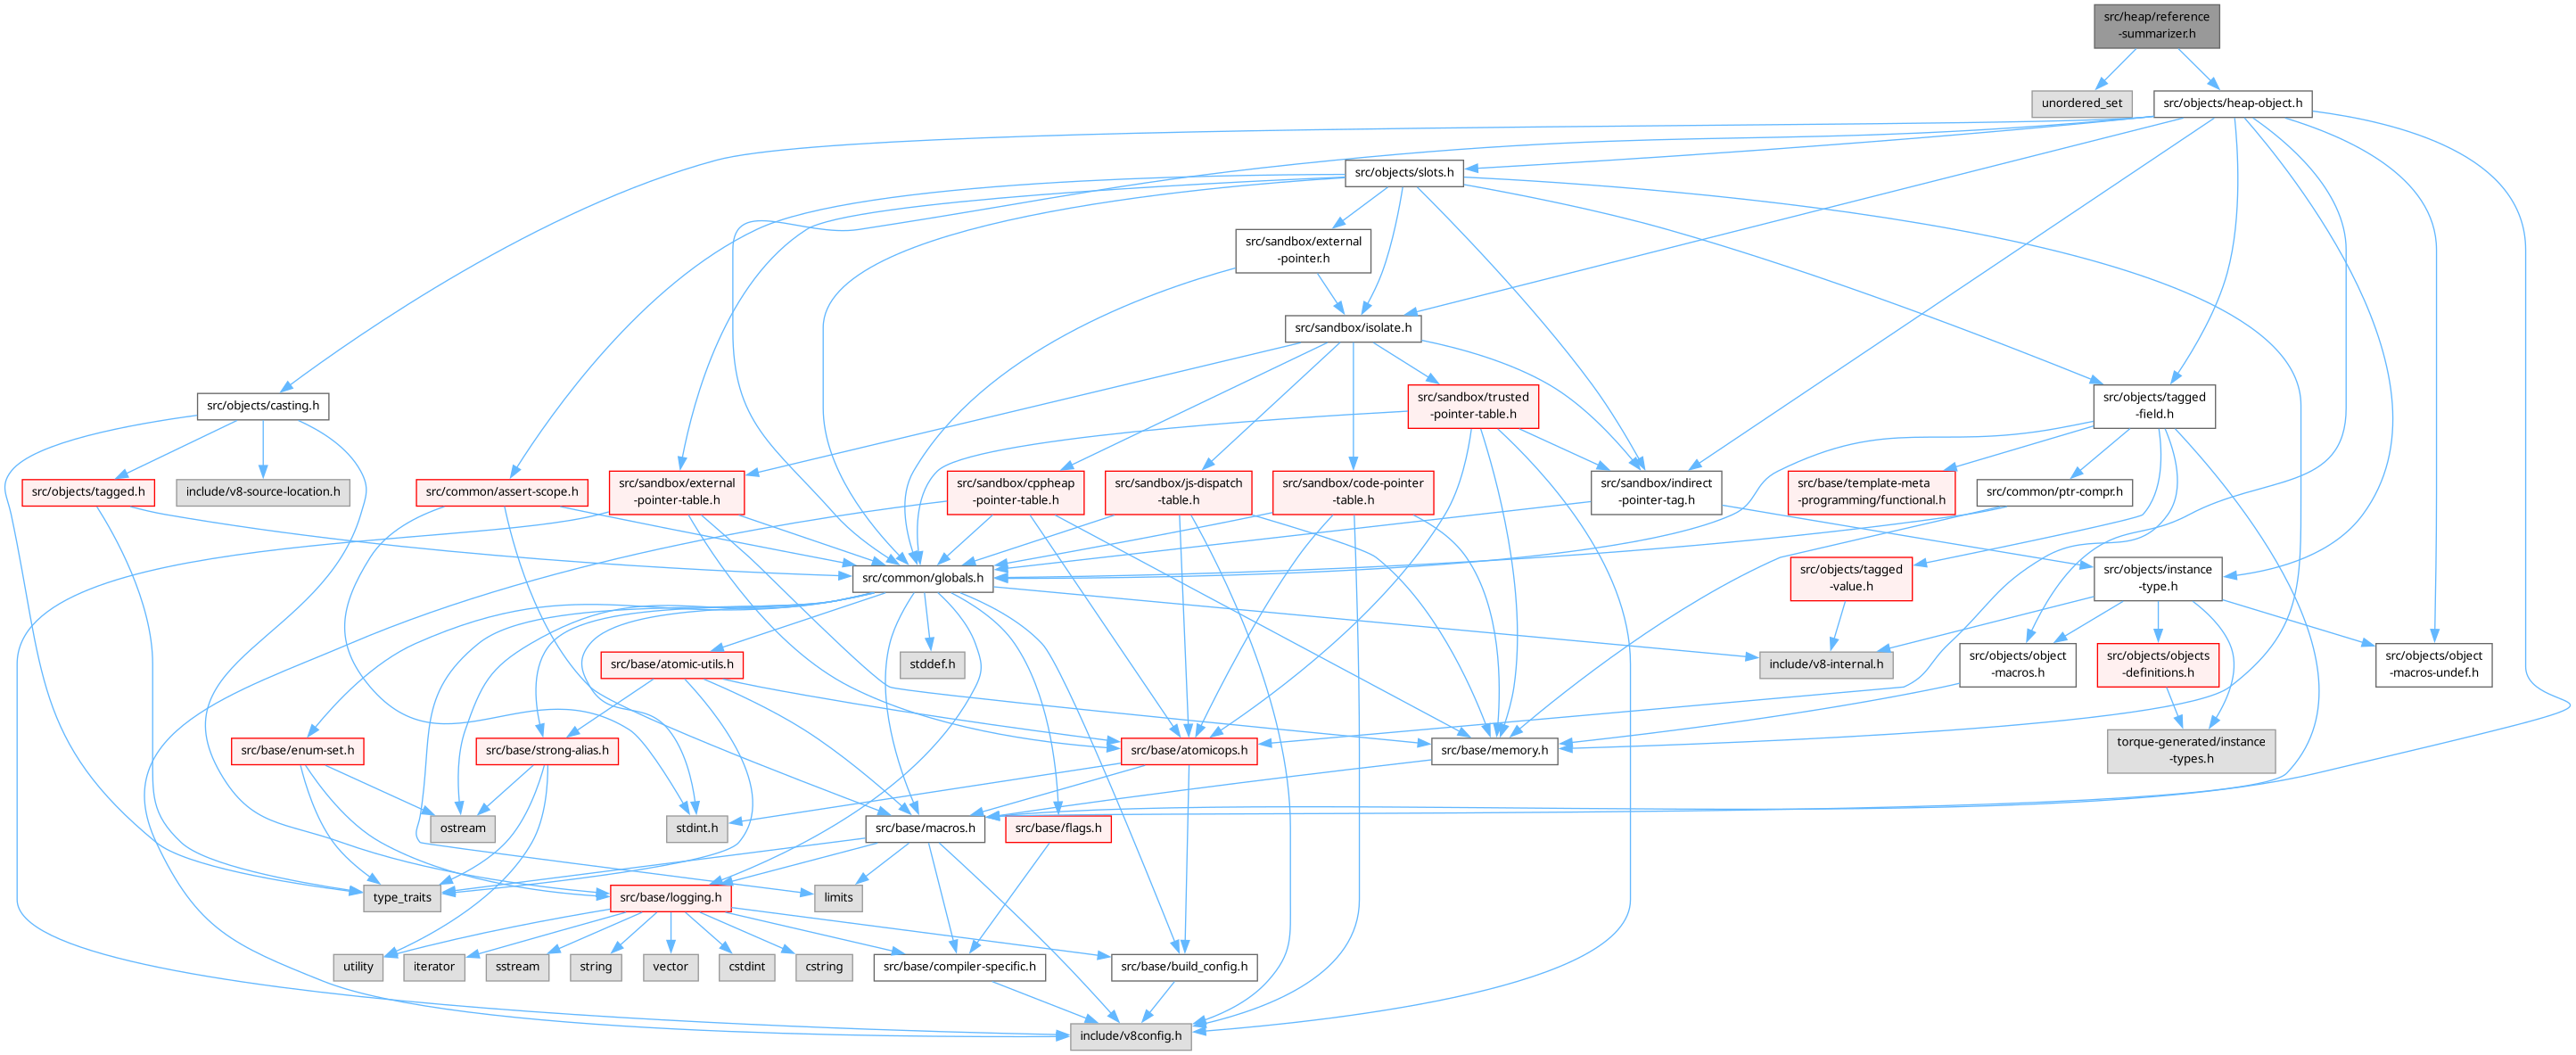 src/heap/reference
-summarizer.h
unordered_set
src/objects/heap-object.h
src/objects/slots.h
src/sandbox/external
-pointer.h
src/sandbox/isolate.h
src/objects/casting.h
src/sandbox/trusted
-pointer-table.h
src/objects/tagged
-field.h
src/objects/tagged.h
include/v8-source-location.h
src/common/assert-scope.h
src/sandbox/external
-pointer-table.h
src/sandbox/cppheap
-pointer-table.h
src/sandbox/js-dispatch
-table.h
src/sandbox/code-pointer
-table.h
src/sandbox/indirect
-pointer-tag.h
src/base/template-meta
-programming/functional.h
src/common/ptr-compr.h
src/common/globals.h
src/objects/tagged
-value.h
src/objects/instance
-type.h
src/base/atomic-utils.h
stddef.h
include/v8-internal.h
src/objects/object
-macros.h
src/objects/objects
-definitions.h
src/objects/object
-macros-undef.h
src/base/enum-set.h
src/base/strong-alias.h
src/base/atomicops.h
src/base/memory.h
torque-generated/instance
-types.h
ostream
stdint.h
src/base/macros.h
src/base/flags.h
type_traits
src/base/logging.h
limits
utility
iterator
sstream
string
vector
cstdint
cstring
src/base/compiler-specific.h
src/base/build_config.h
include/v8config.h